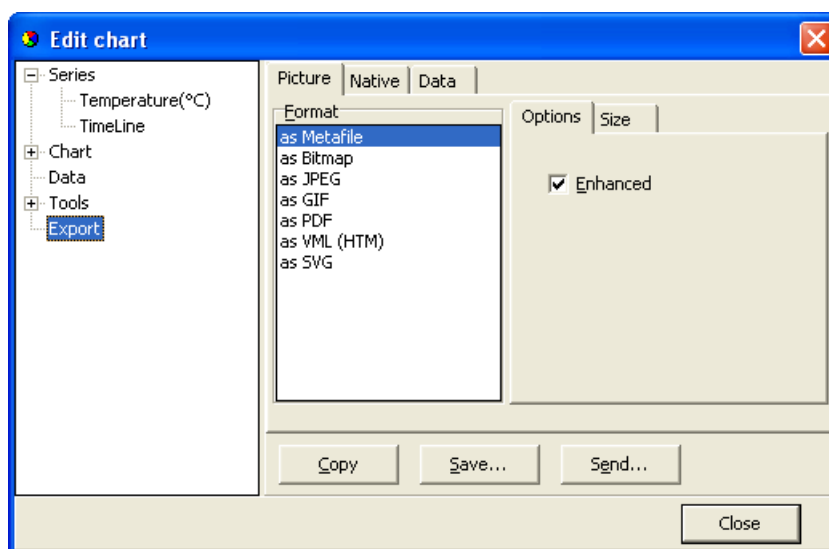 Edit chart
Series
Temperature(°C)
TimeLine
Chart
Data
Tools
Export
Picture
Native
Data
Format
as Metafile
as Bitmap
as JPEG
as GIF
as PDF
as VML (HTM)
as SVG
Options
Size
Enhanced
Copy
Save...
Send...
Close